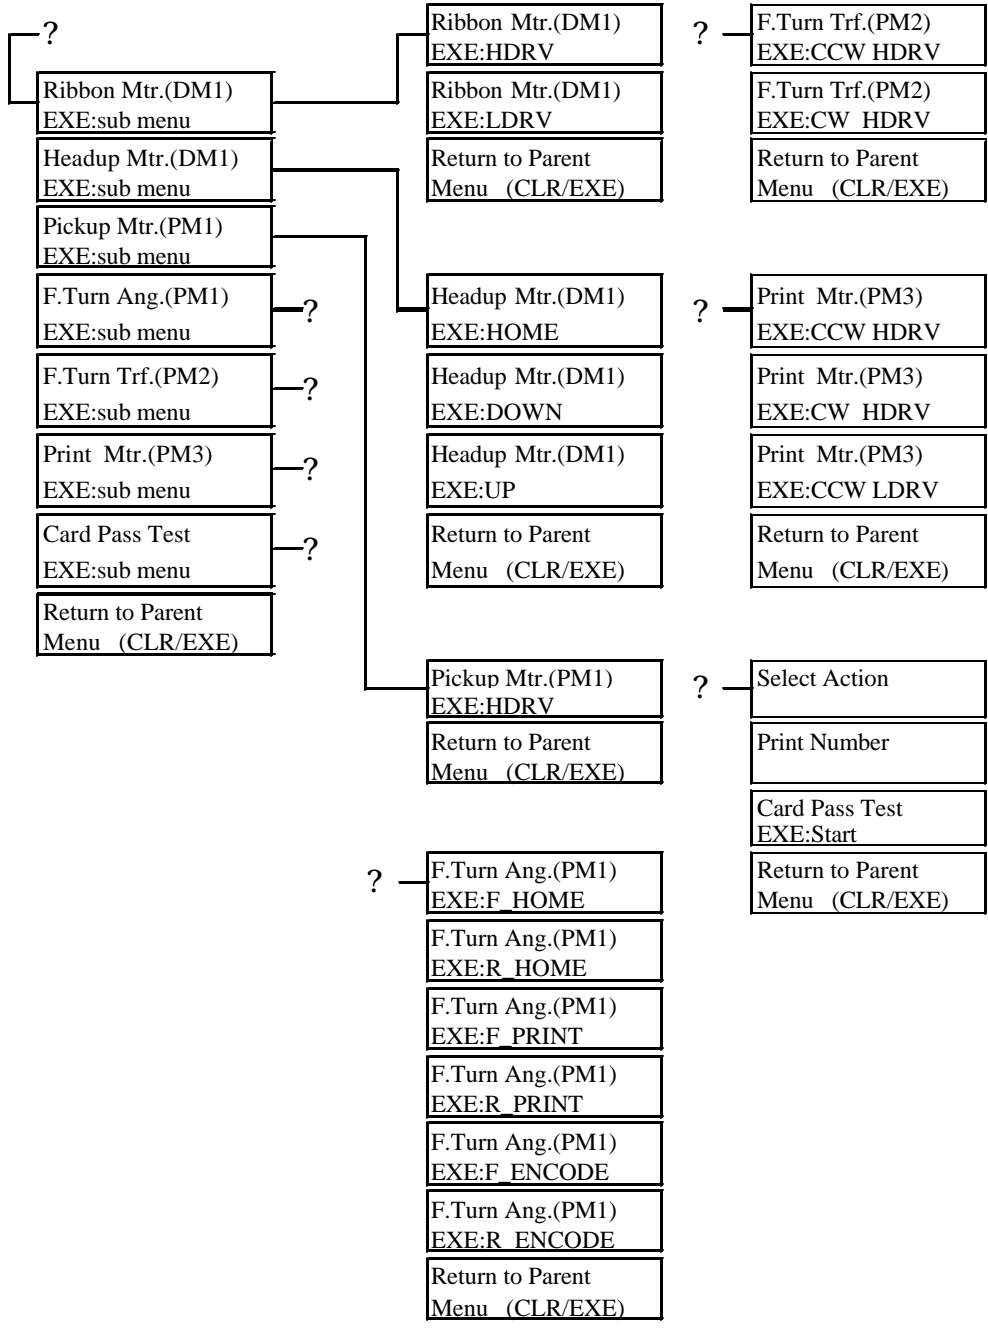 ?
Ribbon Mtr.(DM1)
EXE:sub menu
Headup Mtr.(DM1)
EXE:sub menu
Pickup Mtr.(PM1)
EXE:sub menu
F.Turn Ang.(PM1)
EXE:sub menu
?
F.Turn Trf.(PM2)
EXE:sub menu
?
Print Mtr.(PM3)
EXE:sub menu
?
Card Pass Test
EXE:sub menu
?
Return to Parent
Menu (CLR/EXE)
Ribbon Mtr.(DM1)
EXE:HDRV
Ribbon Mtr.(DM1)
EXE:LDRV
Return to Parent
Menu (CLR/EXE)
Headup Mtr.(DM1)
EXE:HOME
Headup Mtr.(DM1)
EXE:DOWN
Headup Mtr.(DM1)
EXE:UP
Return to Parent
Menu (CLR/EXE)
Pickup Mtr.(PM1)
EXE:HDRV
Return to Parent
Menu (CLR/EXE)
?
F.Turn Ang.(PM1)
EXE:F_HOME
F.Turn Ang.(PM1)
EXE:R_HOME
F.Turn Ang.(PM1)
EXE:F_PRINT
F.Turn Ang.(PM1)
EXE:R_PRINT
F.Turn Ang.(PM1)
EXE:F_ENCODE
F.Turn Ang.(PM1)
EXE:R_ENCODE
Return to Parent
Menu (CLR/EXE)
?
F.Turn Trf.(PM2)
EXE:CCW HDRV
F.Turn Trf.(PM2)
EXE:CW HDRV
Return to Parent
Menu (CLR/EXE)
?
Print Mtr.(PM3)
EXE:CCW HDRV
Print Mtr.(PM3)
EXE:CW HDRV
Print Mtr.(PM3)
EXE:CCW LDRV
Return to Parent
Menu (CLR/EXE)
?
Select Action
Print Number
Card Pass Test
EXE:Start
Return to Parent
Menu (CLR/EXE)